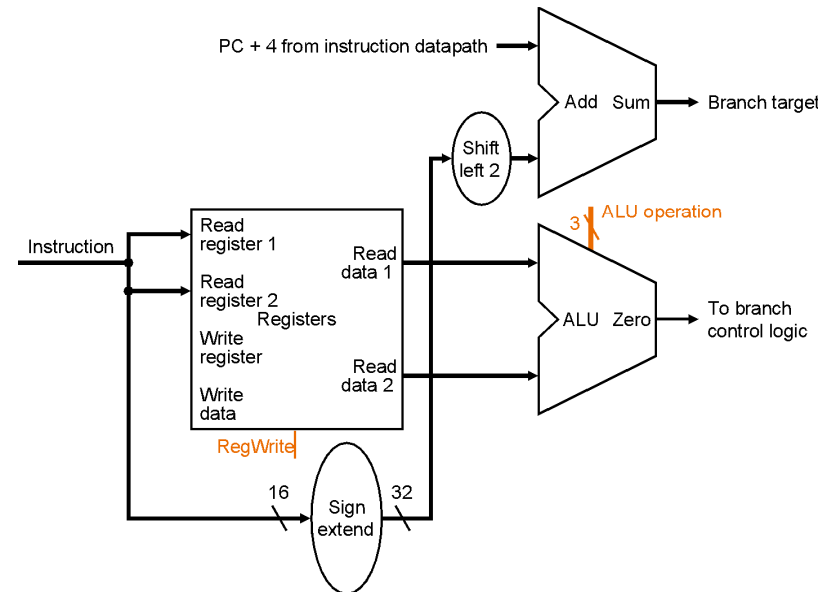 PC + 4 from instruction datapath
Add Sum
Branch target
Shift
left 2
ALU operation
3
Instruction
Read
register 1
Read
data 1
Read
register 2
Registers
ALU Zero
To branch
control logic
Write
register
Read
data 2
Write
data
RegWrite
16
Sign
extend
32